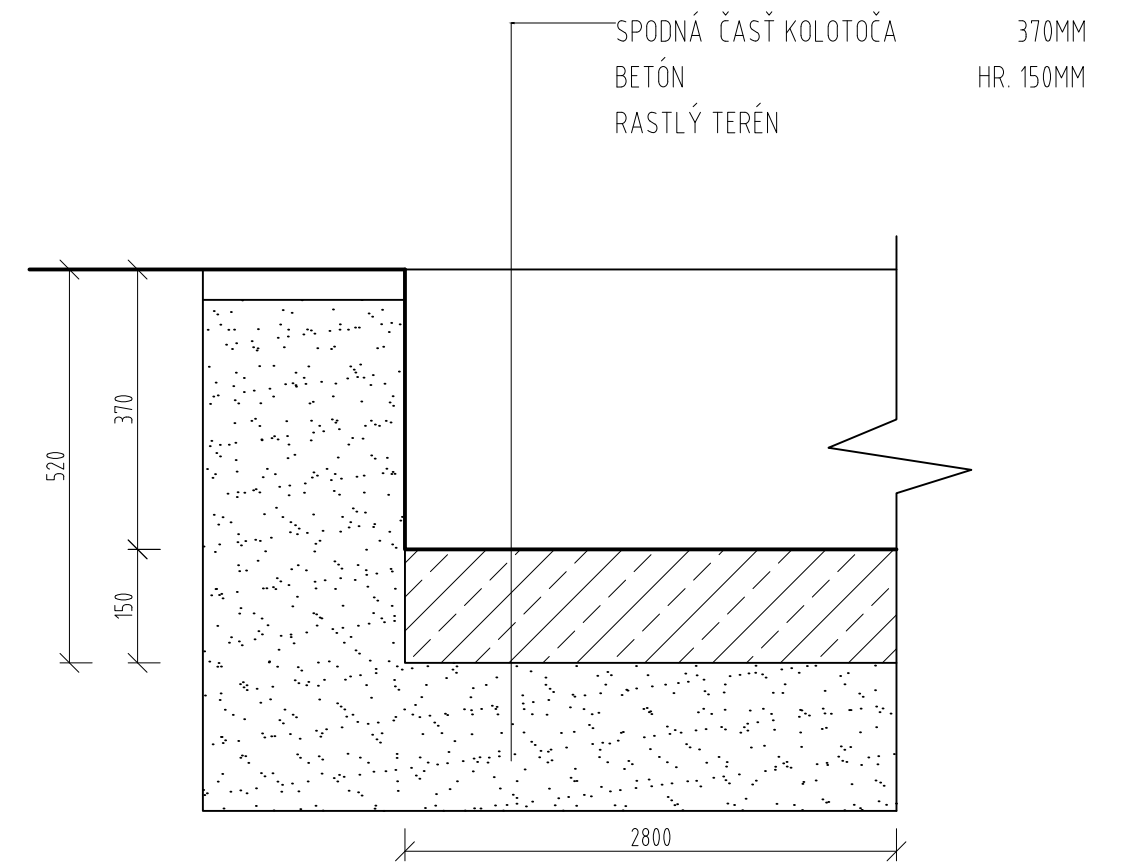 SPODNÁ ČASŤ KOLOTOČA 370MM
BETÓN HR. 150MM
RASTLÝ TERÉN
370
520
150
2800